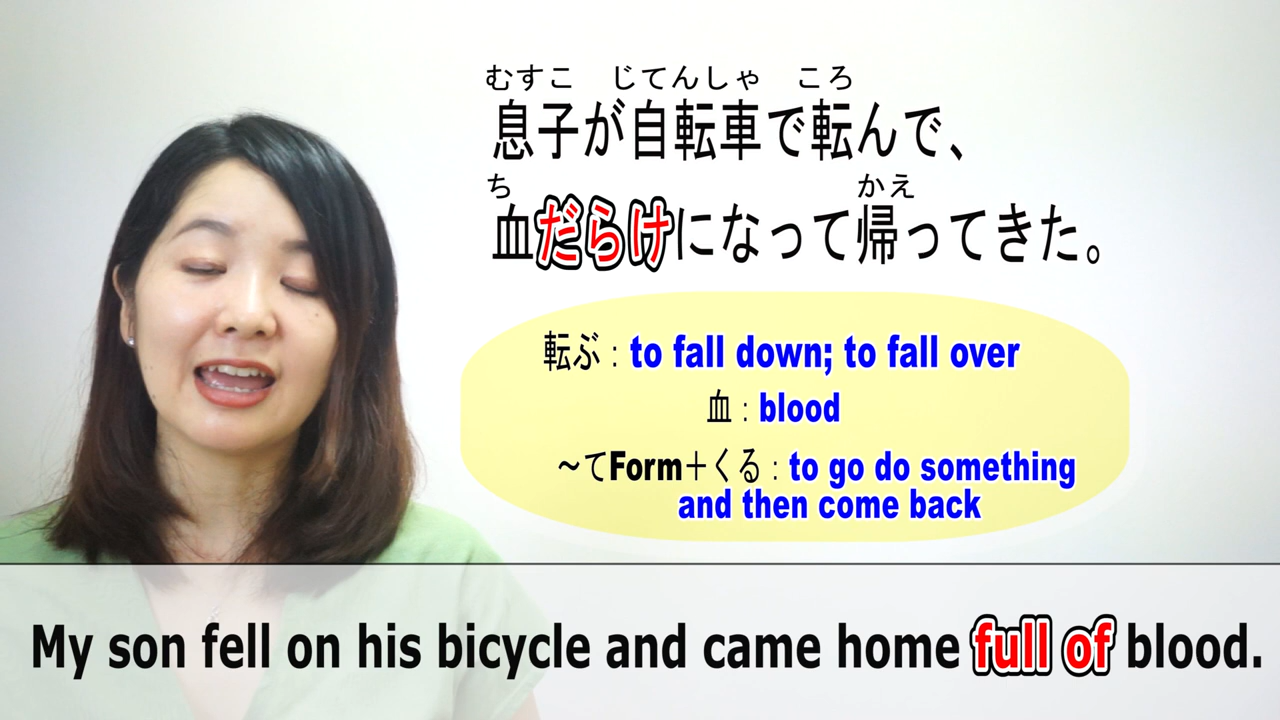 むすこ じてんしゃ ころ
息子が自転車で転んで、
ち かえ
血だらけになって帰ってきた。
転ぶ：to fall down; to fall over
血：blood
～てForm＋くる：to go do something
and then come back
My son fell on his bicycle and came home full of blood.